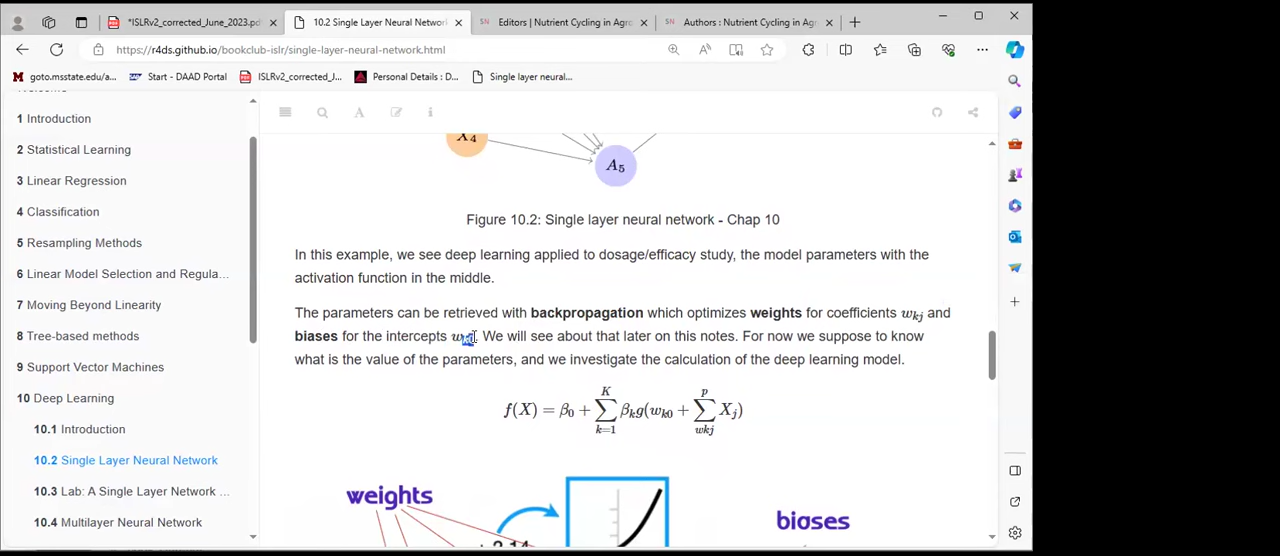 *ISLRv2_corrected_June_2023.pd
10.2 Single Layer Neural Networ
Editors | Nutrient Cycling in Agro
Authors : Nutrient Cycling in Agro
https://r4ds.github.io/bookclub-islr/single-layer-neural-network.html
goto.msstate.edu/a...
Start - DAAD Portal
ISLRv2_corrected_J...
Personal Details : D...
Single layer neural...
1 Introduction
2 Statistical Learning
3 Linear Regression
4 Classification
5 Resampling Methods
6 Linear Model Selection and Regula...
7 Moving Beyond Linearity
8 Tree-based methods
9 Support Vector Machines
10 Deep Learning
10.1 Introduction
10.2 Single Layer Neural Network
10.3 Lab: A Single Layer Network ...
10.4 Multilayer Neural Network
X4
A5
Figure 10.2: Single layer neural network - Chap 10
In this example, we see deep learning applied to dosage/efficacy study, the model parameters with the
activation function in the middle.
The parameters can be retrieved with backpropagation which optimizes weights for coefficients wkj and
biases for the intercepts w. We will see about that later on this notes. For now we suppose to know
what is the value of the parameters, and we investigate the calculation of the deep learning model.
f(X) = β0 + ∑k=1K βkg(wk0 + ∑wkjp Xj)
weights
biases